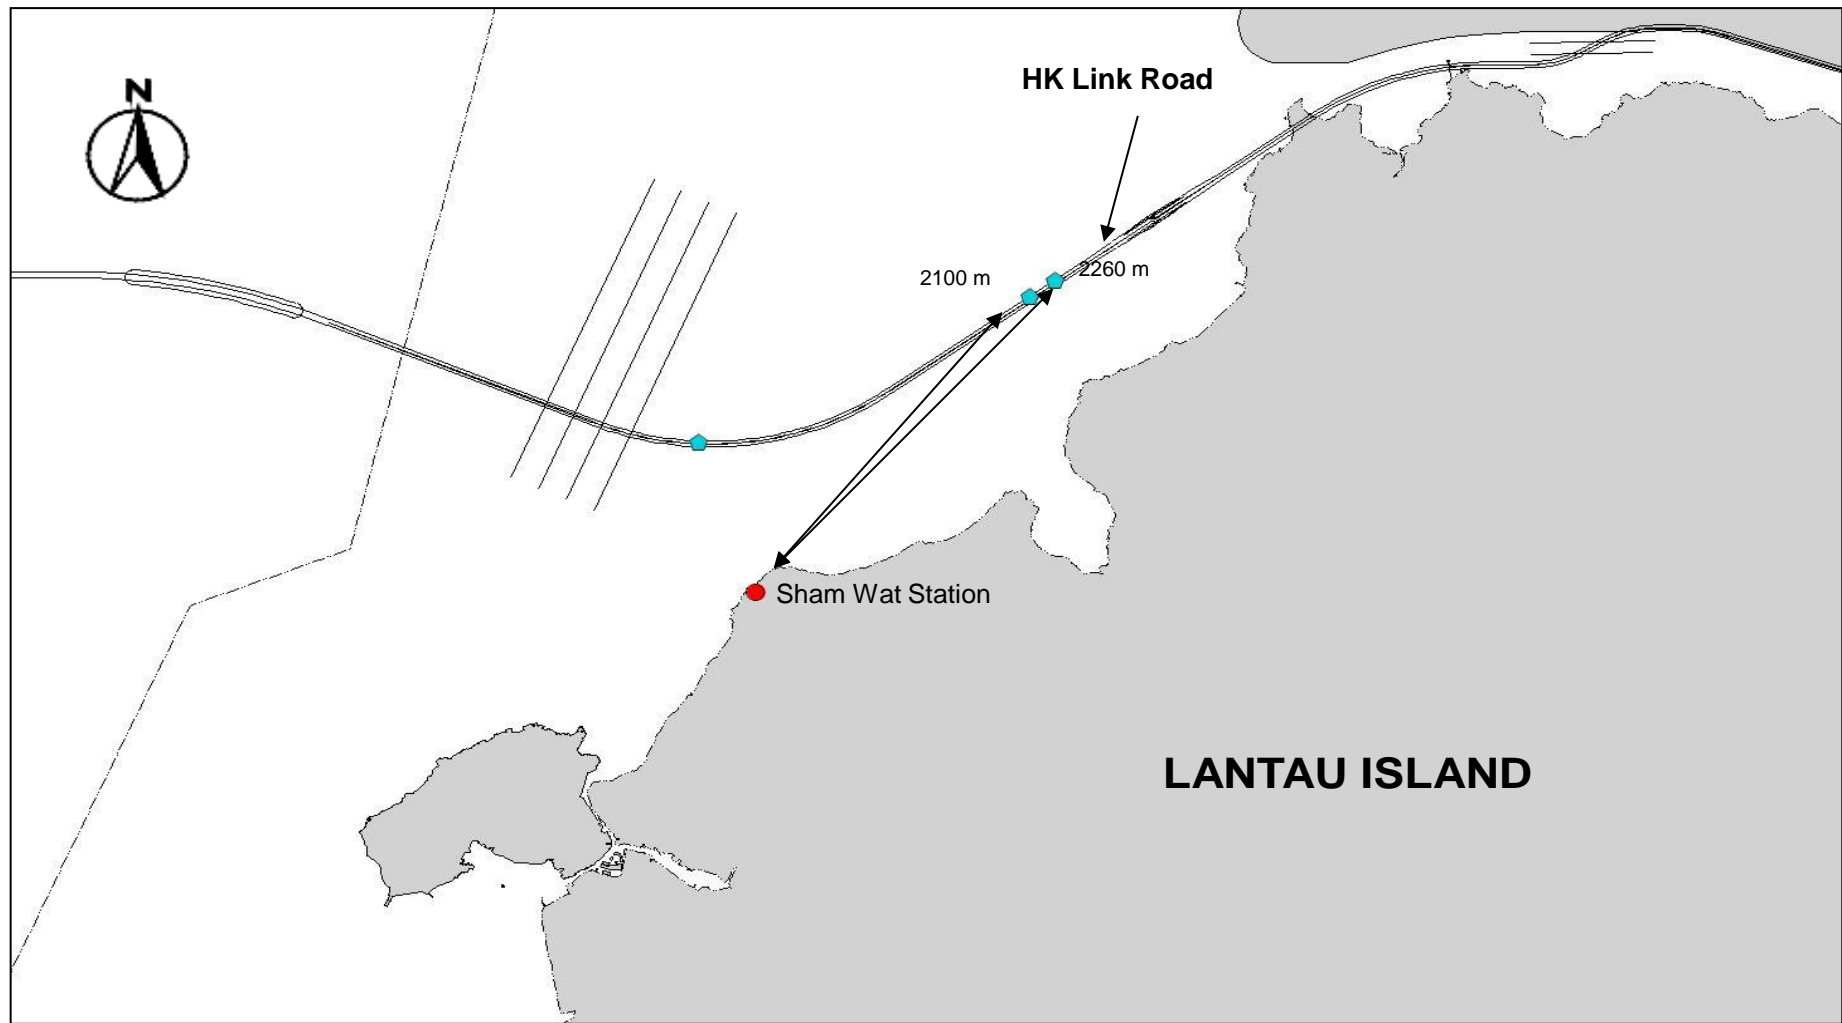 N
HK Link Road
2100 m
2260 m
Sham Wat Station
LANTAU ISLAND